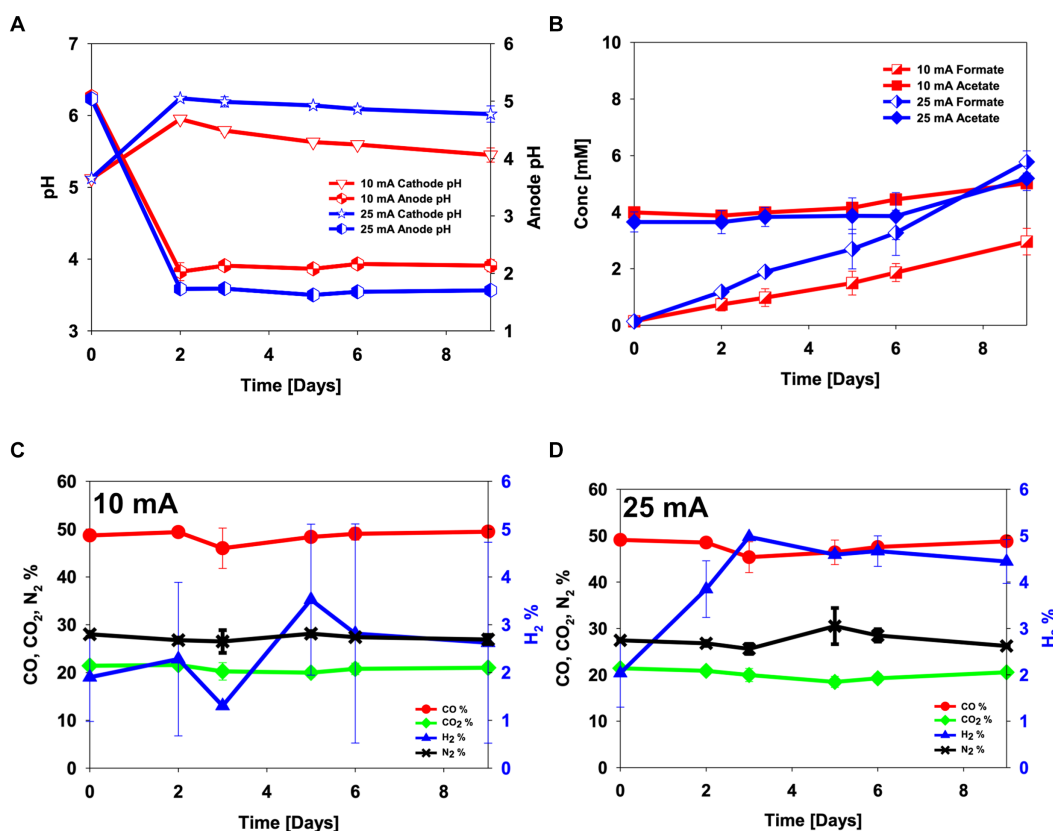 A
7
6
5
4
3
pH
6
5
4
3
2
1
Anode pH
10 mA Cathode pH
10 mA Anode pH
25 mA Cathode pH
25 mA Anode pH
0 2 4 6 8
Time [Days]
B
10
8
6
4
2
0
Conc [mM]
10 mA Formate
10 mA Acetate
25 mA Formate
25 mA Acetate
0 2 4 6 8
Time [Days]
C
10 mA
60
50
40
30
20
10
0
CO, CO2, N2 %
6
5
4
3
2
1
0
H2 %
CO %
CO2 %
H2 %
N2 %
0 2 4 6 8
Time [Days]
D
25 mA
60
50
40
30
20
10
0
CO, CO2, N2 %
6
5
4
3
2
1
0
H2 %
CO %
CO2 %
H2 %
N2 %
0 2 4 6 8
Time [Days]